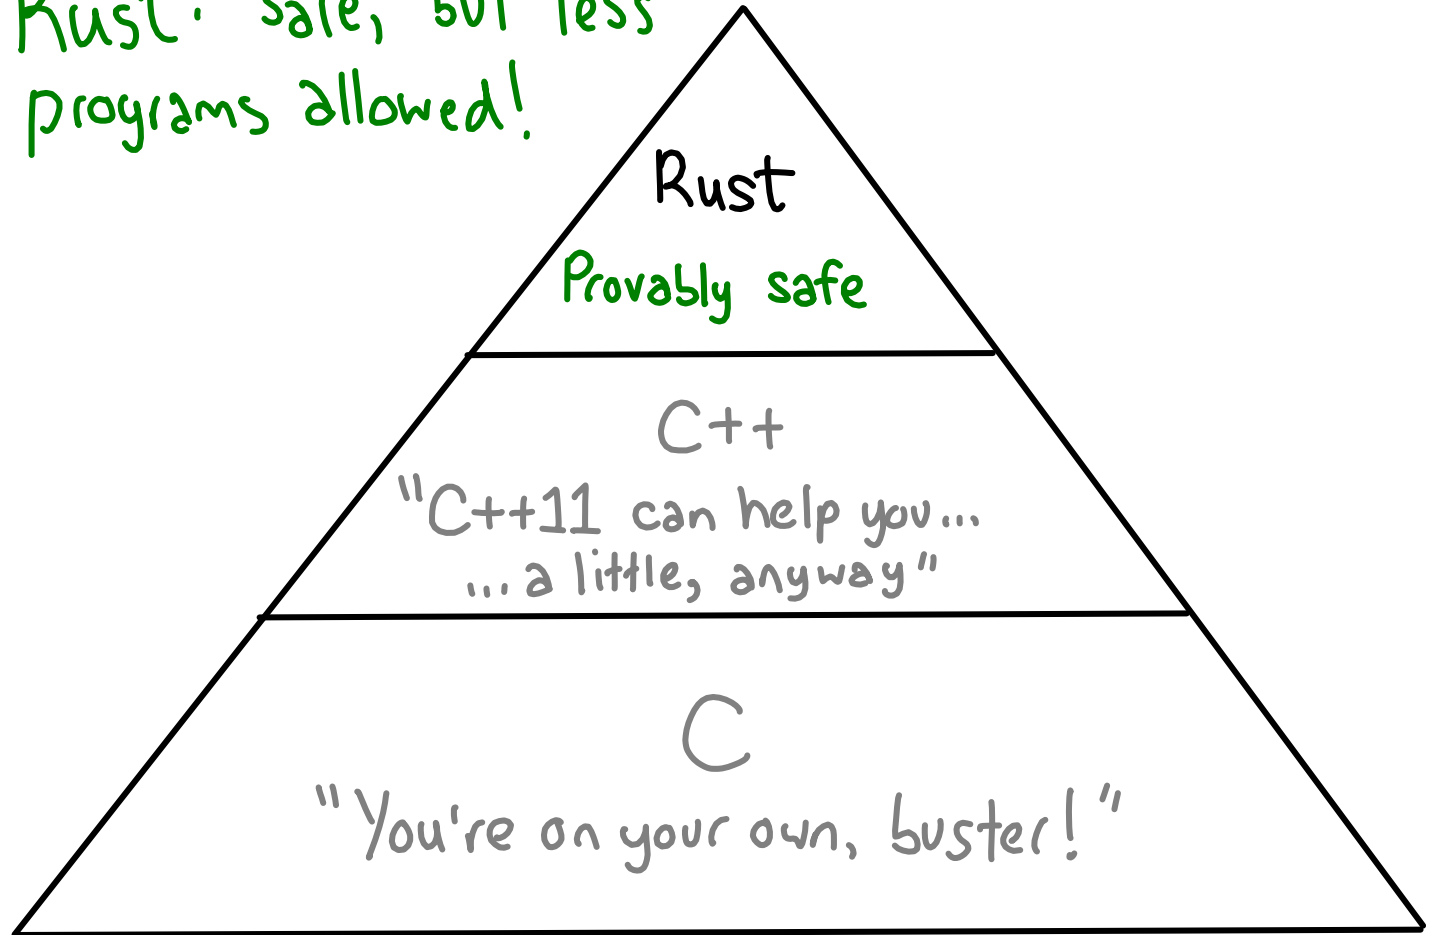 Rust: safe, but less
programs allowed!
Rust
Provably safe
C++
"C++11 can help you...
...a little, anyway"
C
"You're on your own, buster!"